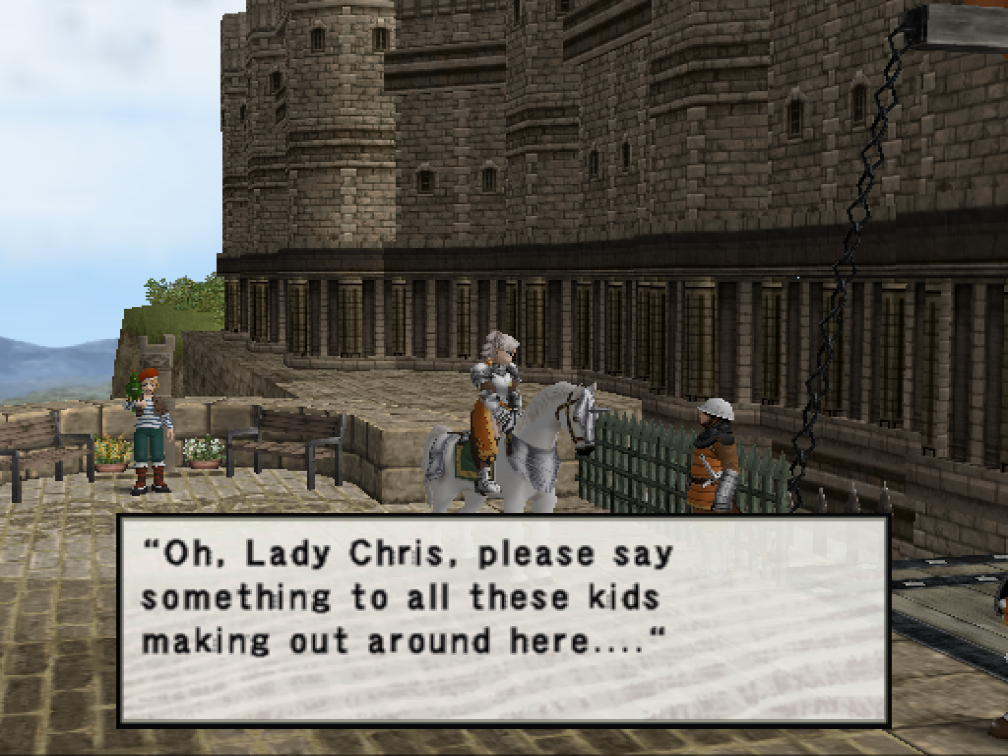 “Oh, Lady Chris, please say
something to all these kids
making out around here....“